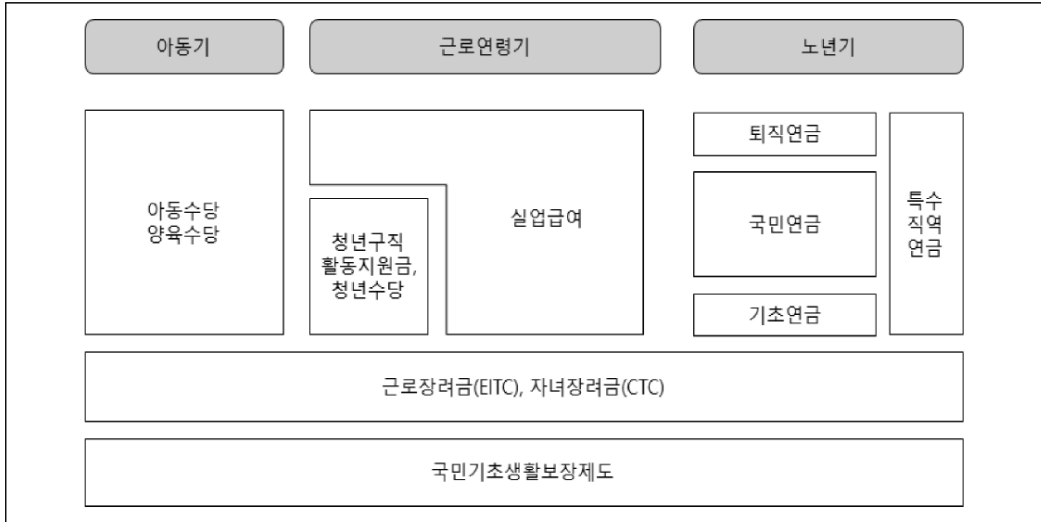 아동기
근로연령기
노년기
아동수당
양육수당
청년구직
활동지원금,
청년수당
실업급여
퇴직연금
국민연금
기초연금
특수
직역
연금
근로장려금(EITC), 자녀장려금(CTC)
국민기초생활보장제도